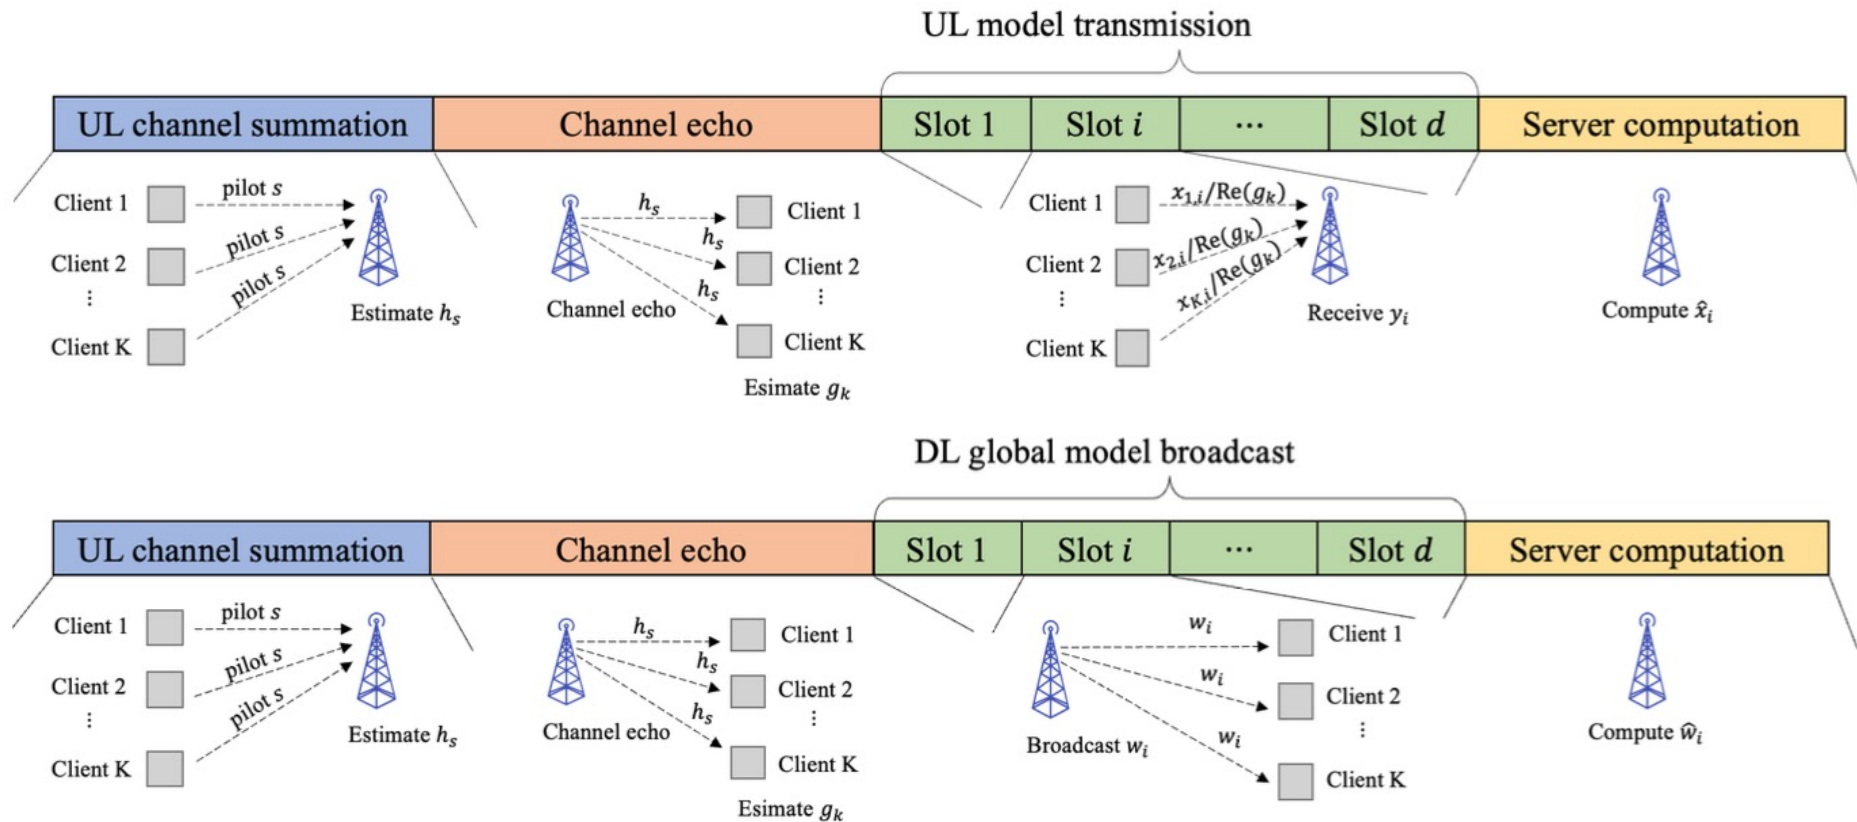 UL model transmission
UL channel summation Channel echo Slot 1 Slot i ... Slot d Server computation
Client 1 pilot s
Client 2 pilot s
⋮
Client K pilot s
Estimate h_s
h_s Client 1
h_s Client 2
⋮
h_s Client K
Channel echo
Esimate g_k
Client 1 x_{1,i}/Re(g_k)
Client 2 x_{2,i}/Re(g_k)
⋮
Client K x_{K,i}/Re(g_k)
Receive y_i
Compute x̂_i
DL global model broadcast
UL channel summation Channel echo Slot 1 Slot i ... Slot d Server computation
Client 1 pilot s
Client 2 pilot s
⋮
Client K pilot s
Estimate h_s
h_s Client 1
h_s Client 2
⋮
h_s Client K
Channel echo
Esimate g_k
w_i Client 1
w_i Client 2
⋮
w_i Client K
Broadcast w_i
Compute ŵ_i